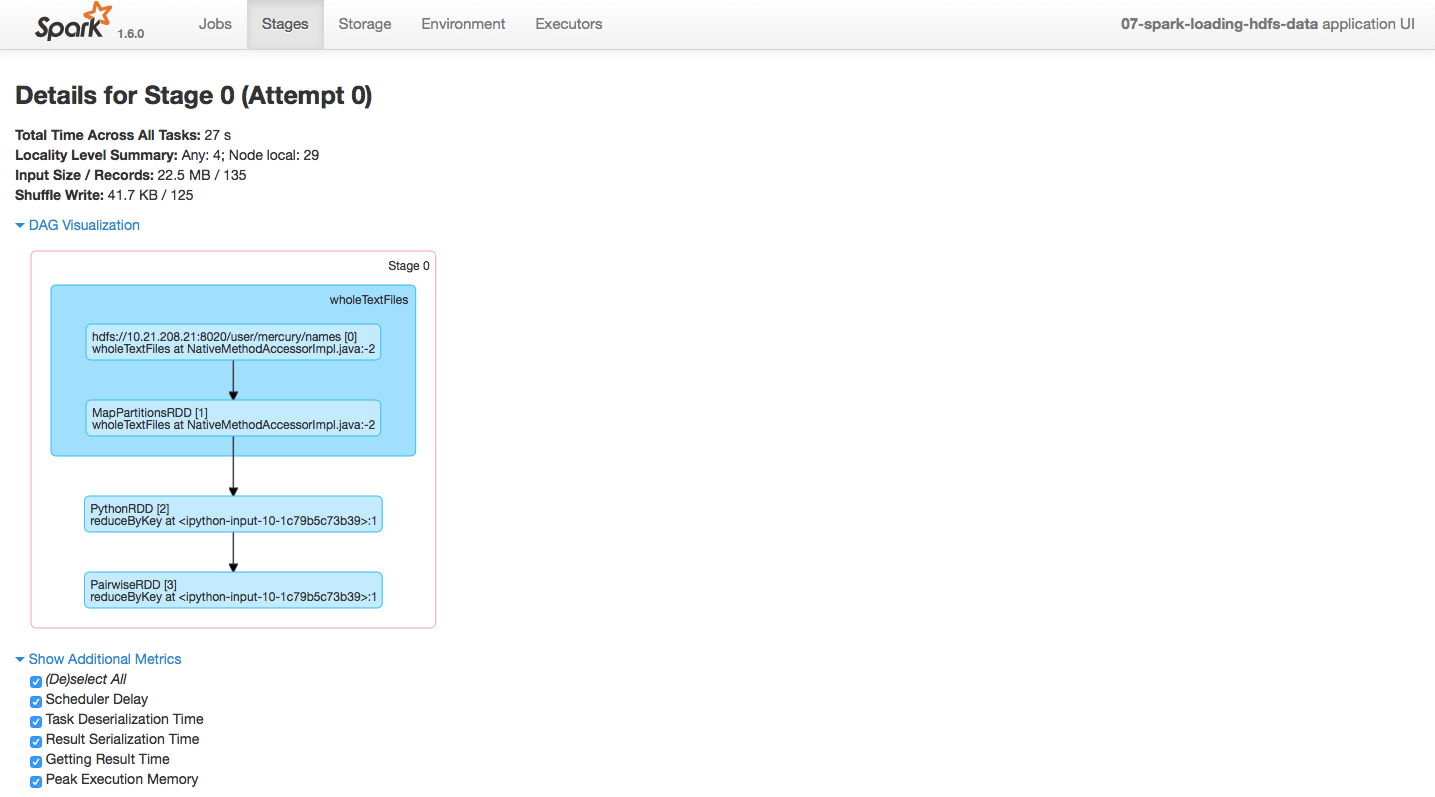 Spark 1.6.0 Jobs Stages Storage Environment Executors 07-spark-loading-hdfs-data application UI
Details for Stage 0 (Attempt 0)
Total Time Across All Tasks: 27 s
Locality Level Summary: Any: 4; Node local: 29
Input Size / Records: 22.5 MB / 135
Shuffle Write: 41.7 KB / 125
DAG Visualization
Stage 0
wholeTextFiles
hdfs://10.21.208.21:8020/user/mercury/names [0]
wholeTextFiles at NativeMethodAccessorImpl.java:-2
MapPartitionsRDD [1]
wholeTextFiles at NativeMethodAccessorImpl.java:-2
PythonRDD [2]
reduceByKey at <ipython-input-10-1c79b5c73b39>:1
PairwiseRDD [3]
reduceByKey at <ipython-input-10-1c79b5c73b39>:1
Show Additional Metrics
(De)select All
Scheduler Delay
Task Deserialization Time
Result Serialization Time
Getting Result Time
Peak Execution Memory